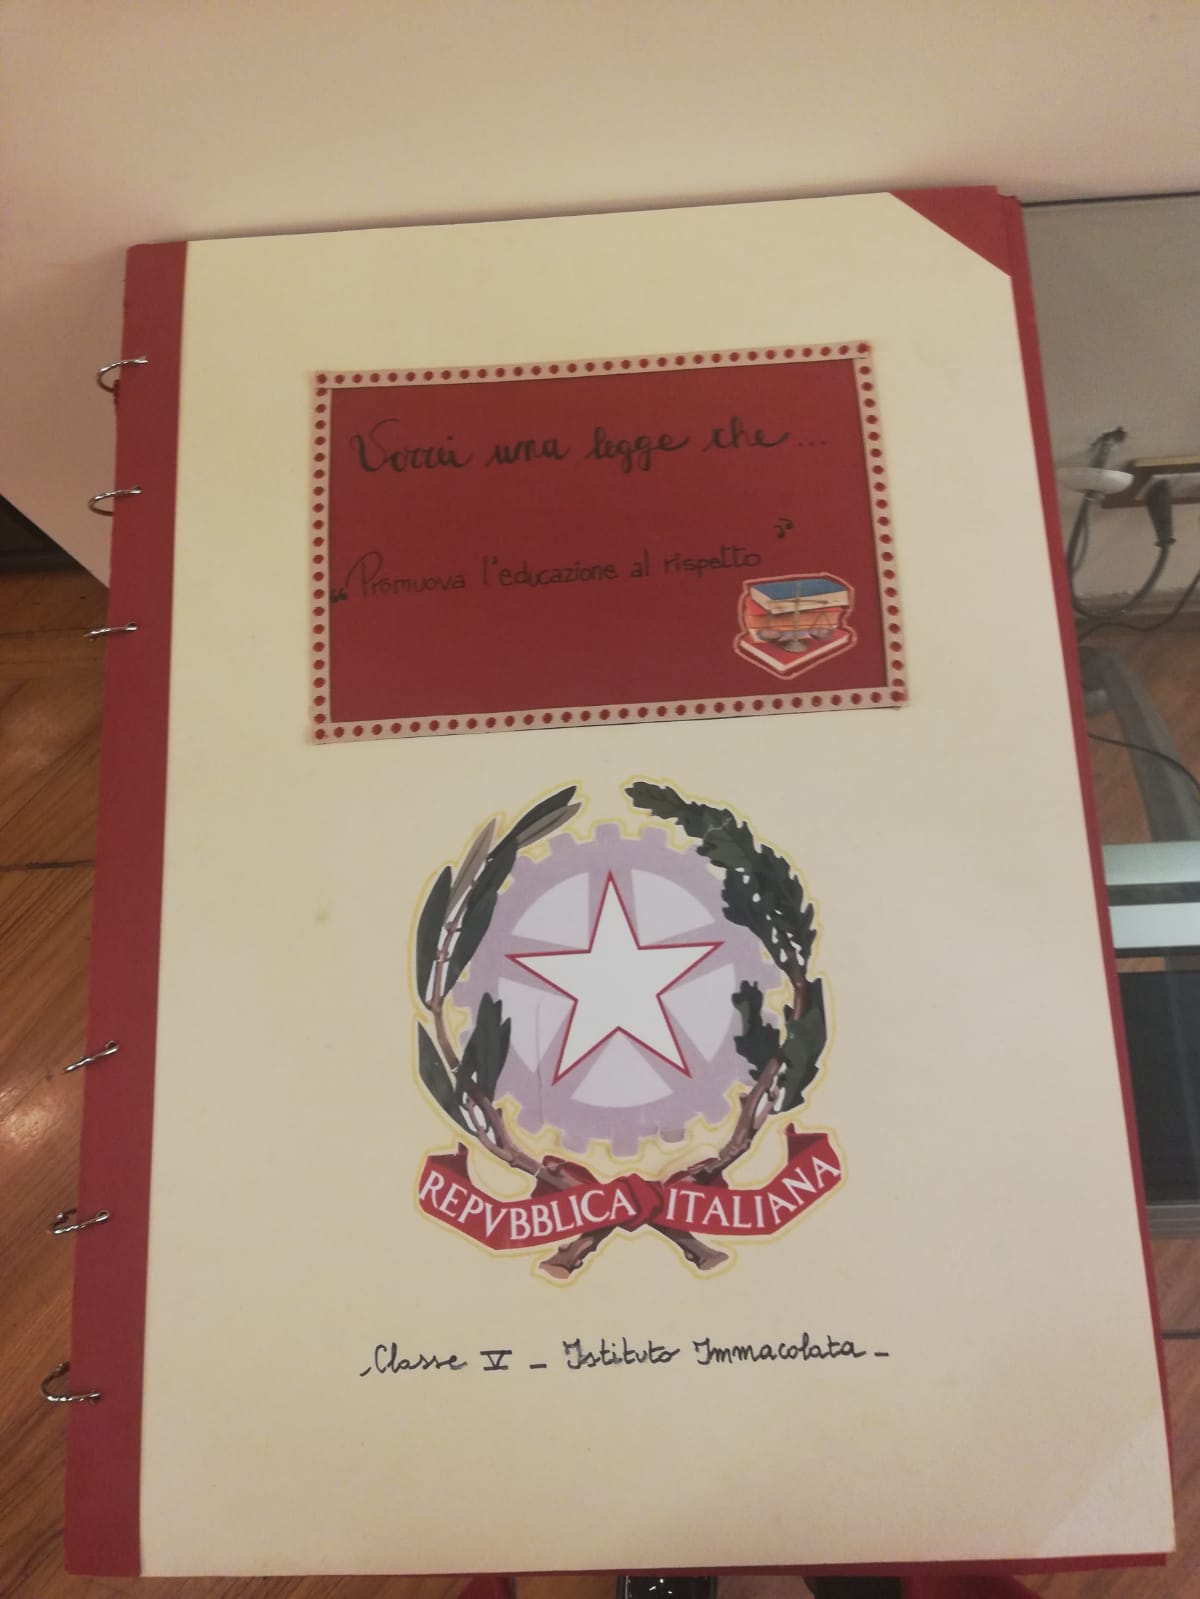 Vorrei una legge che...
"Promuova l'educazione al rispetto"
REPVBBLICA ITALIANA
Classe V - Istituto Immacolata -